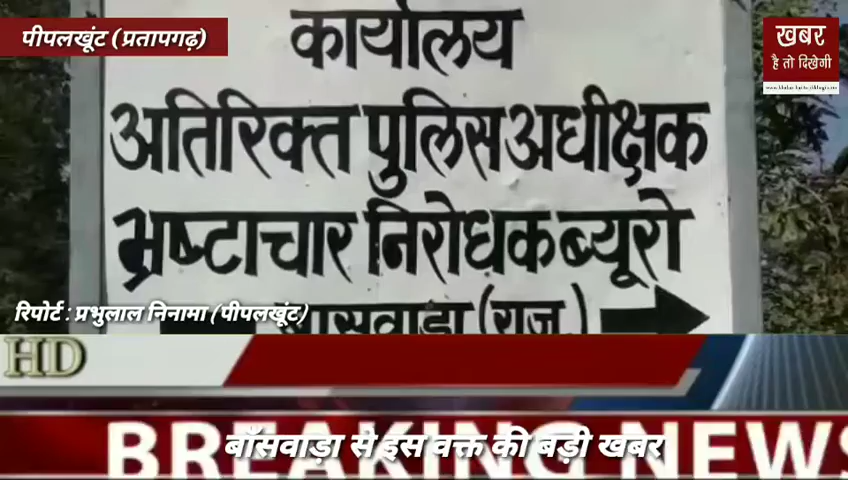 पीपलखूंट (प्रतापगढ़)
खबर
है तो दिखेगी
कार्यालय
अतिरिक्त पुलिस अधीक्षक
भ्रष्टाचार निरोधक ब्यूरो
बांसवाड़ा (राज.)
रिपोर्ट : प्रभुलाल निनामा (पीपलखूंट)
HD
BREAKING NEWS
बाँसवाड़ा से इस वक्त की बड़ी खबर